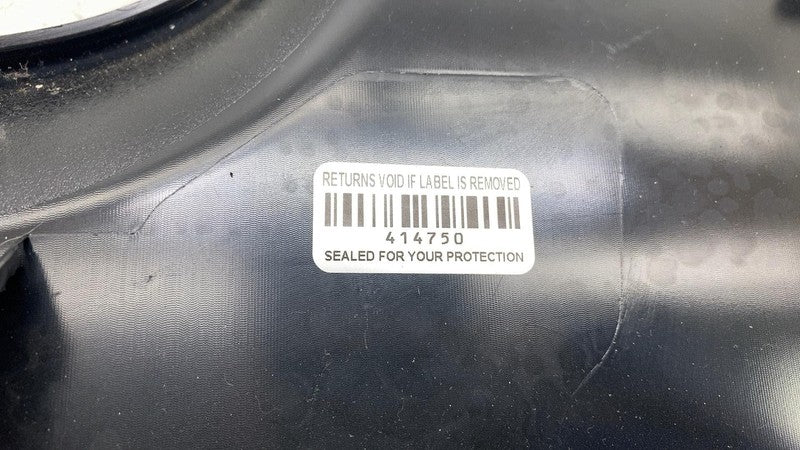 RETURNS VOID IF LABEL IS REMOVED
414750
SEALED FOR YOUR PROTECTION